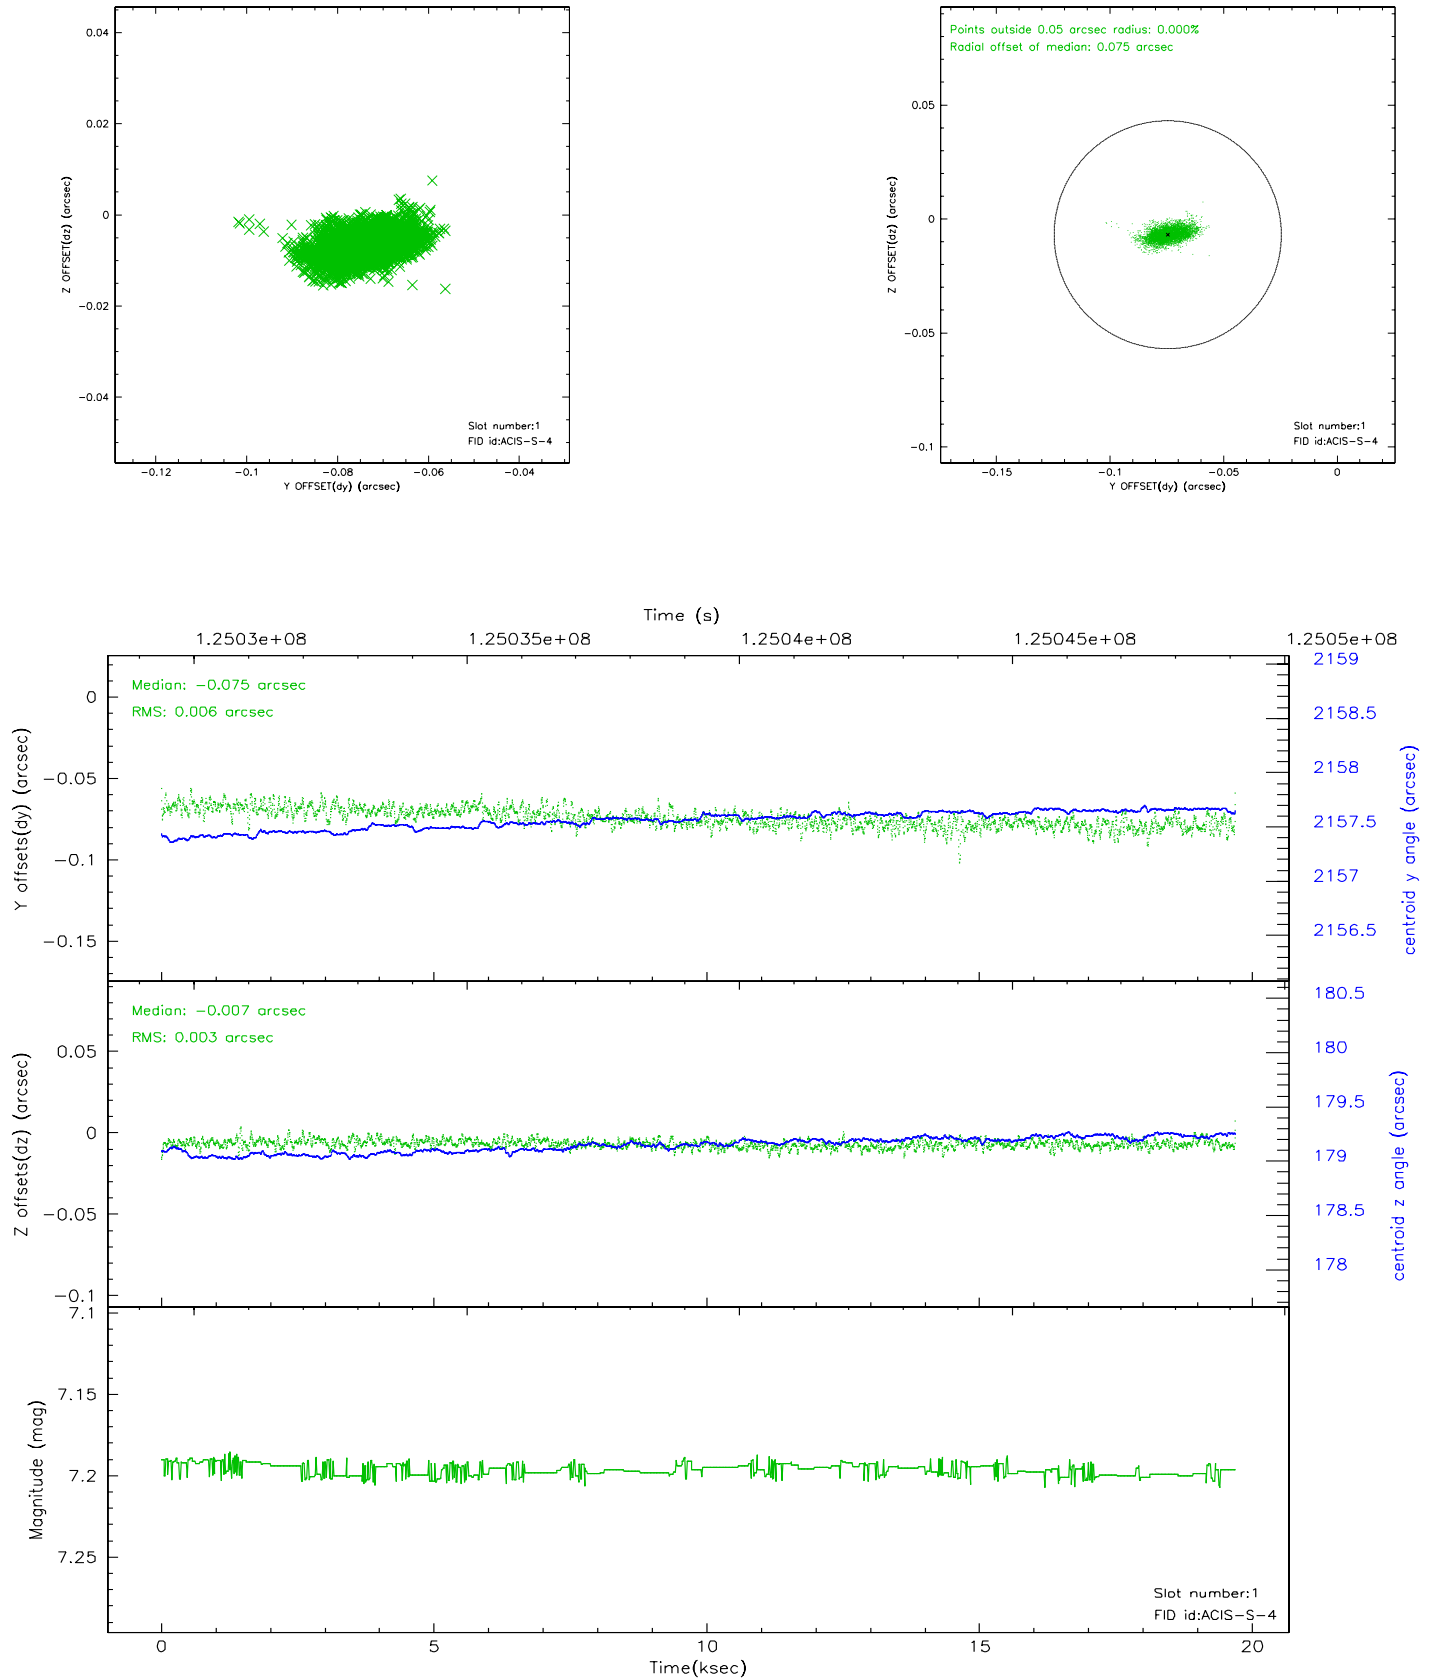 0.04
0.02
0
-0.02
-0.04
Z OFFSET(dz) (arcsec)
-0.12 -0.1 -0.08 -0.06 -0.04
Y OFFSET(dy) (arcsec)
Slot number:1
FID id:ACIS-S-4
Points outside 0.05 arcsec radius: 0.000%
Radial offset of median: 0.075 arcsec
0.05
0
-0.05
-0.1
Z OFFSET(dz) (arcsec)
-0.15 -0.1 -0.05 0
Y OFFSET(dy) (arcsec)
Slot number:1
FID id:ACIS-S-4
Time (s)
1.2503e+08 1.25035e+08 1.2504e+08 1.25045e+08 1.2505e+08
Median: -0.075 arcsec
RMS: 0.006 arcsec
0
-0.05
-0.1
-0.15
Y offsets(dy) (arcsec)
2159
2158.5
2158
2157.5
2157
2156.5
centroid y angle (arcsec)
Median: -0.007 arcsec
RMS: 0.003 arcsec
0.05
0
-0.05
-0.1
Z offsets(dz) (arcsec)
180.5
180
179.5
179
178.5
178
centroid z angle (arcsec)
7.1
7.15
7.2
7.25
Magnitude (mag)
Slot number:1
FID id:ACIS-S-4
0 5 10 15 20
Time(ksec)